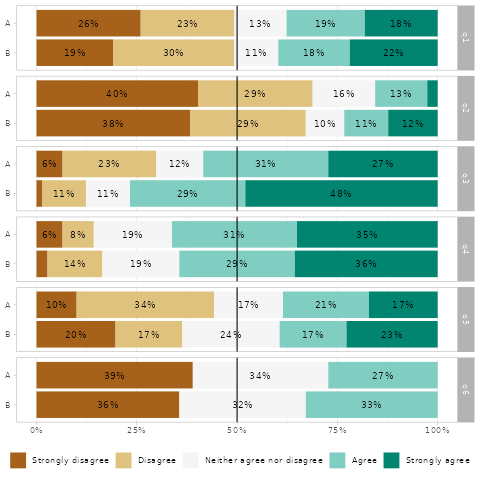 A 26% 23% 13% 19% 18%
B 19% 30% 11% 18% 22%
q1
A 40% 29% 16% 13%
B 38% 29% 10% 11% 12%
q2
A 6% 23% 12% 31% 27%
B 11% 11% 29% 48%
q3
A 6% 8% 19% 31% 35%
B 14% 19% 29% 36%
q4
A 10% 34% 17% 21% 17%
B 20% 17% 24% 17% 23%
q5
A 39% 34% 27%
B 36% 32% 33%
q6
0% 25% 50% 75% 100%
Strongly disagree Disagree Neither agree nor disagree Agree Strongly agree